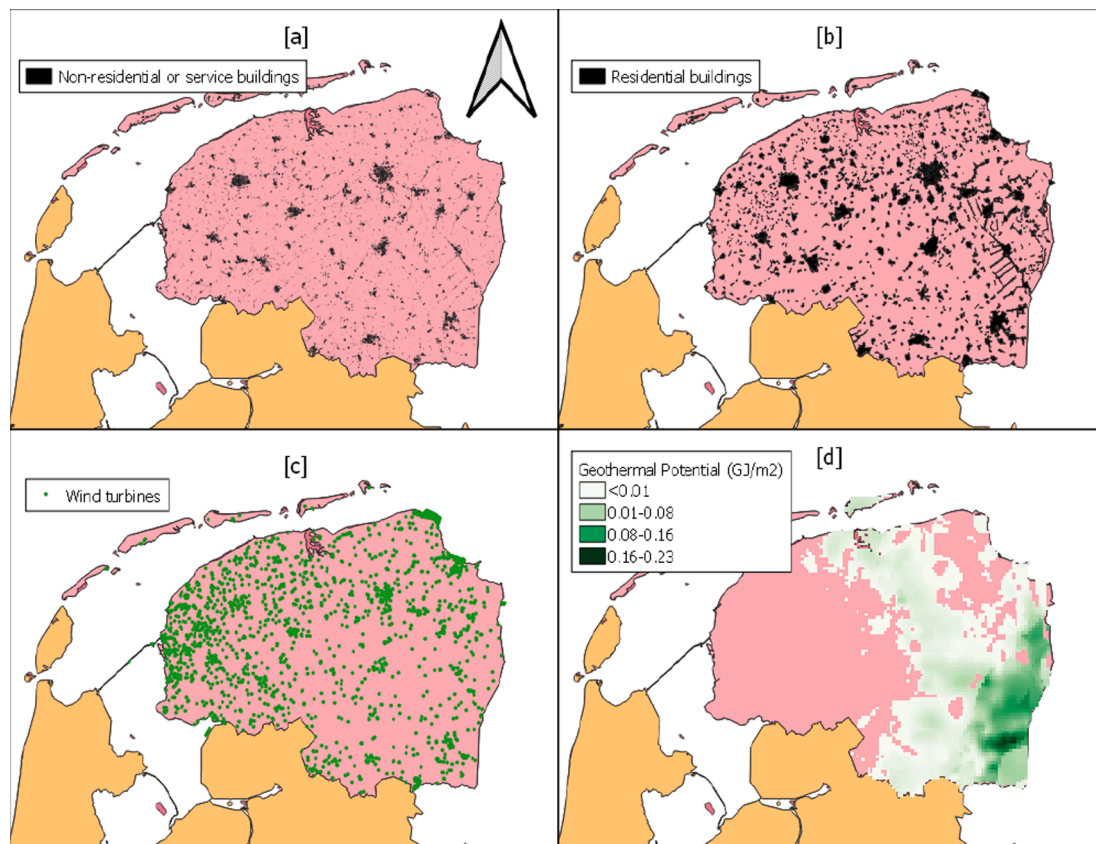 [a]
Non-residential or service buildings
[b]
Residential buildings
[c]
Wind turbines
[d]
Geothermal Potential (GJ/m2)
<0.01
0.01-0.08
0.08-0.16
0.16-0.23